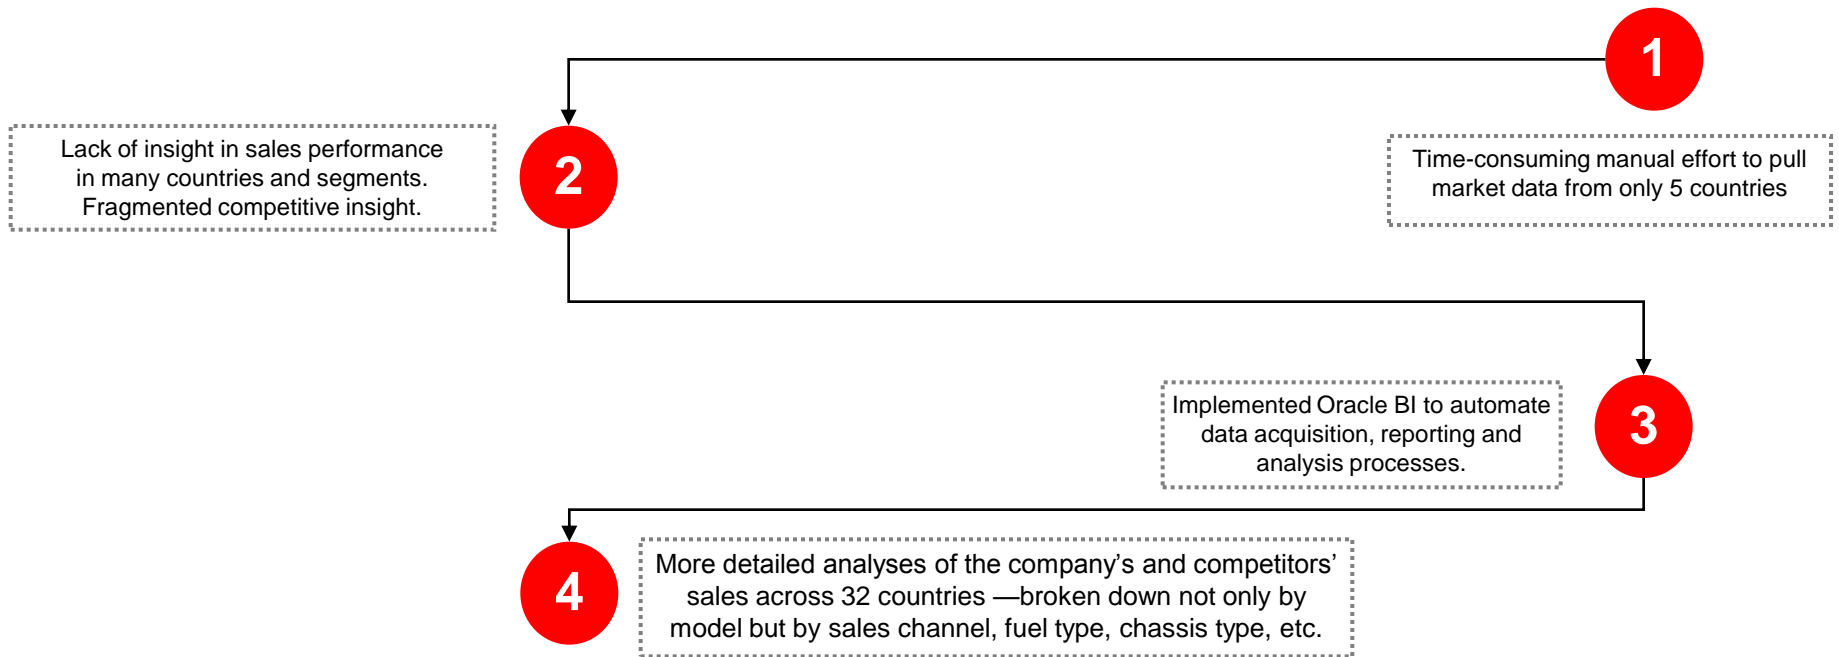 1
Time-consuming manual effort to pull
market data from only 5 countries
2
Lack of insight in sales performance
in many countries and segments.
Fragmented competitive insight.
3
Implemented Oracle BI to automate
data acquisition, reporting and
analysis processes.
4
More detailed analyses of the company’s and competitors’
sales across 32 countries —broken down not only by
model but by sales channel, fuel type, chassis type, etc.